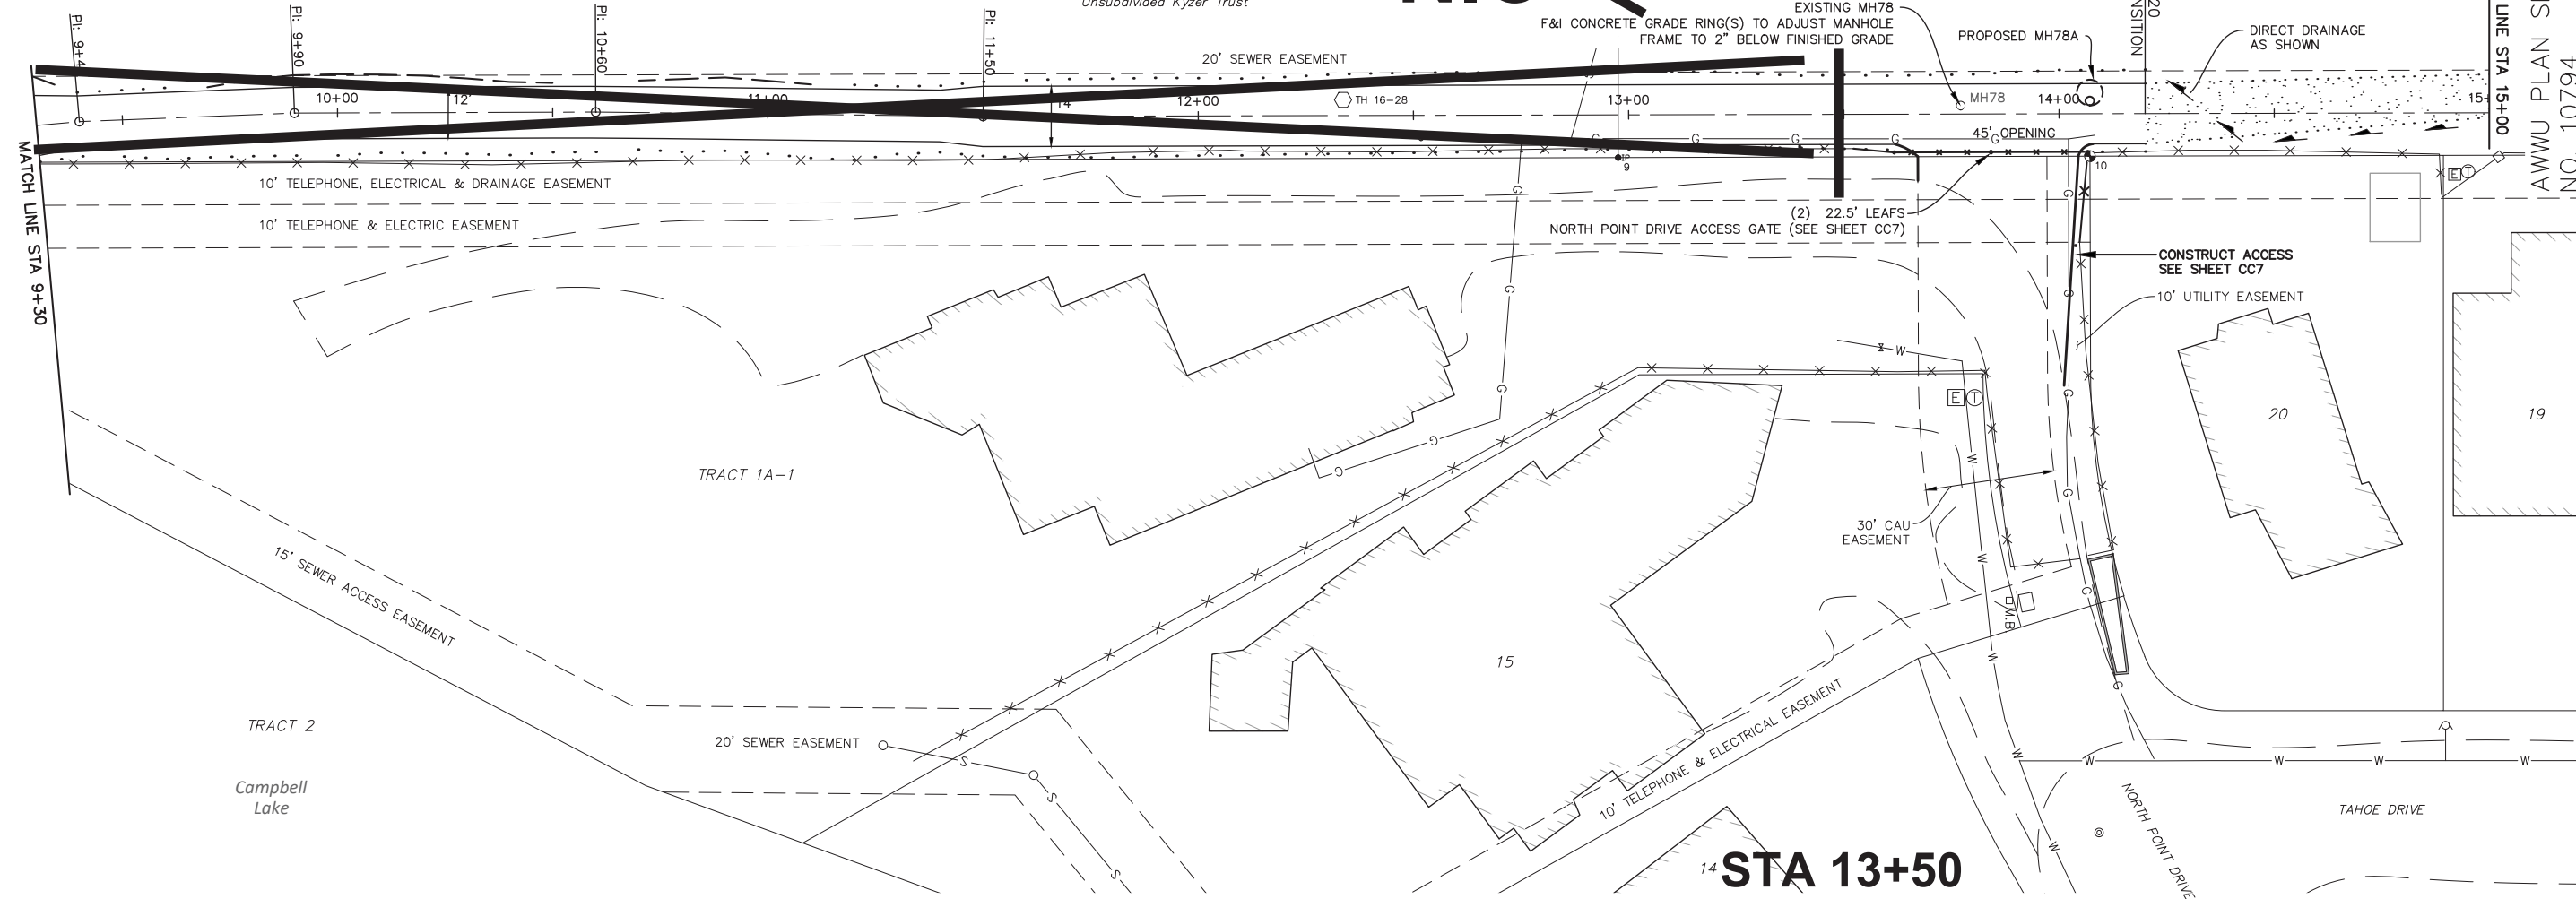 Unsubdivided Kyzer Trust
EXISTING MH78
F&I CONCRETE GRADE RING(S) TO ADJUST MANHOLE
FRAME TO 2" BELOW FINISHED GRADE
PROPOSED MH78A
DIRECT DRAINAGE
AS SHOWN
20
MATCH LINE STA 9+30
LINE STA 15+00
NO. 10794
PI: 9+90
PI: 10+60
PI: 11+50
20' SEWER EASEMENT
10+00
12'
11+00
14'
12+00
TH 16-28
13+00
MH78
14+00
45' OPENING
IP
9
10
10' TELEPHONE, ELECTRICAL & DRAINAGE EASEMENT
10' TELEPHONE & ELECTRIC EASEMENT
(2) 22.5' LEAFS
NORTH POINT DRIVE ACCESS GATE (SEE SHEET CC7)
E T
CONSTRUCT ACCESS
SEE SHEET CC7
10' UTILITY EASEMENT
E T
20
19
TRACT 1A-1
30' CAU
EASEMENT
15' SEWER ACCESS EASEMENT
M.B
15
10' TELEPHONE & ELECTRICAL EASEMENT
TRACT 2
20' SEWER EASEMENT
Campbell
Lake
NORTH POINT DRIVE
TAHOE DRIVE
14
STA 13+50